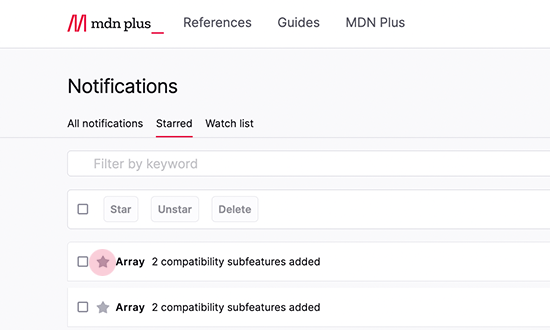 mdn plus_ References Guides MDN Plus
Notifications
All notifications Starred Watch list
Filter by keyword
Star Unstar Delete
Array 2 compatibility subfeatures added
Array 2 compatibility subfeatures added